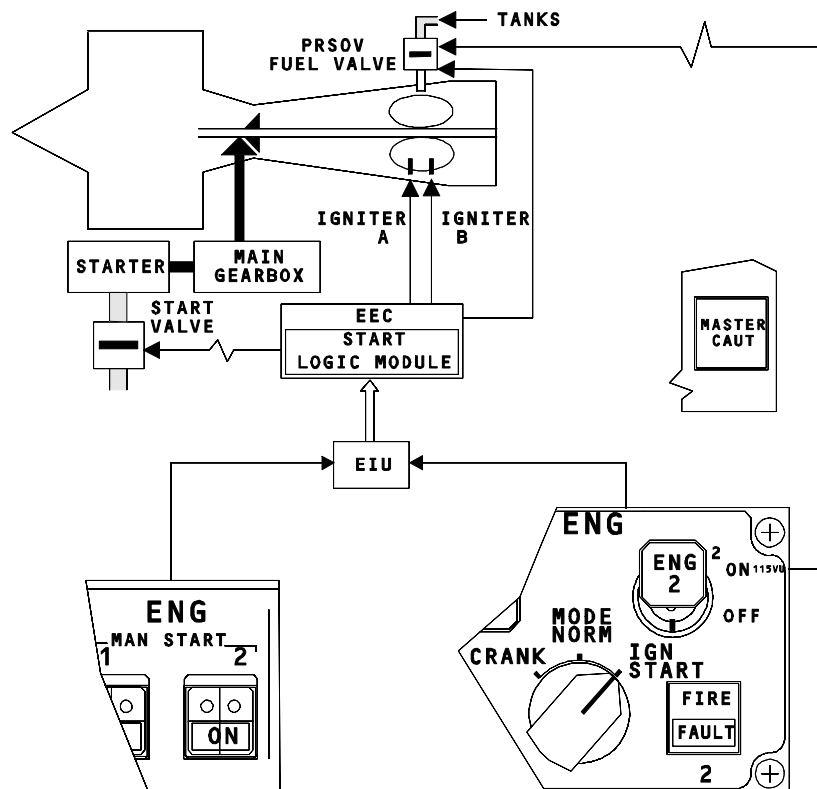 TANKS
PRSOV
FUEL VALVE
IGNITER
A
IGNITER
B
STARTER
MAIN
GEARBOX
START
VALVE
EEC
START
LOGIC MODULE
MASTER
CAUT
EIU
ENG
ENG
2
2
ON 115VU
OFF
MODE
NORM
CRANK
IGN
START
FIRE
FAULT
2
ENG
MAN START
1 2
ON